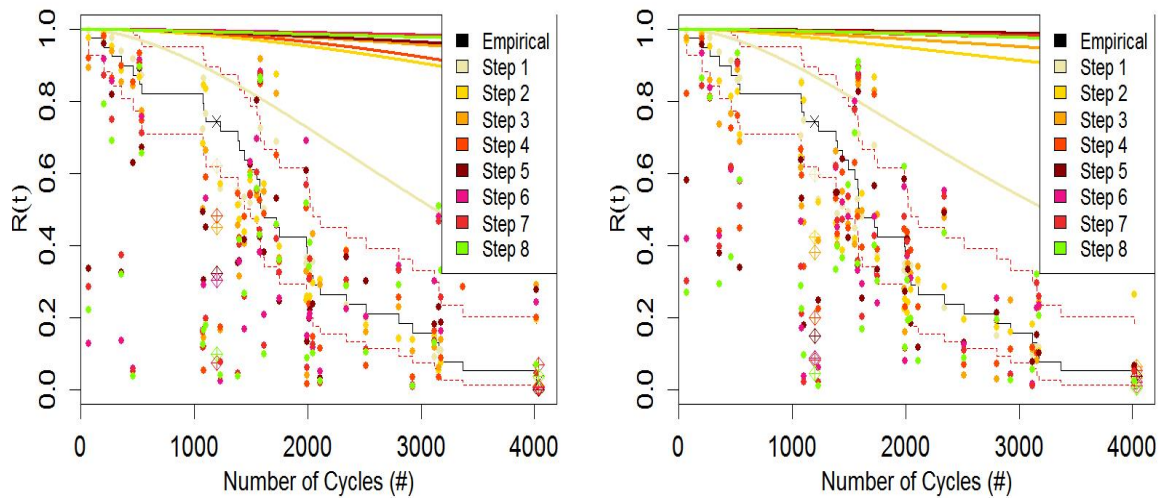 1.0
0.8
0.6
0.4
0.2
0.0
R(t)
0 1000 2000 3000 4000
Number of Cycles (#)
Empirical
Step 1
Step 2
Step 3
Step 4
Step 5
Step 6
Step 7
Step 8
1.0
0.8
0.6
0.4
0.2
0.0
R(t)
0 1000 2000 3000 4000
Number of Cycles (#)
Empirical
Step 1
Step 2
Step 3
Step 4
Step 5
Step 6
Step 7
Step 8